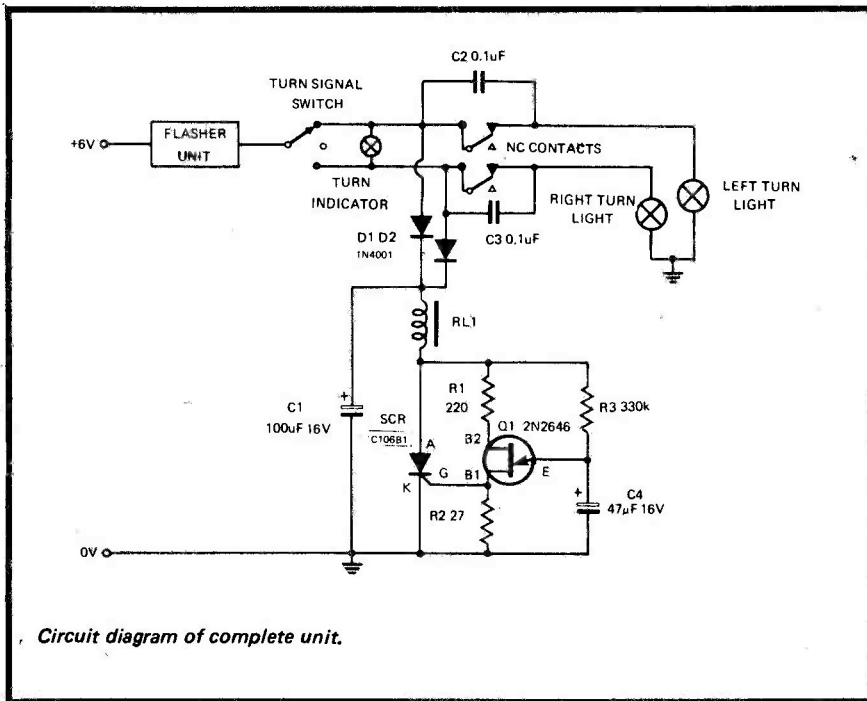 C2 0.1uF
TURN SIGNAL
SWITCH
+6V
FLASHER
UNIT
NC CONTACTS
TURN
INDICATOR
RIGHT TURN
LIGHT
LEFT TURN
LIGHT
D1 D2
1N4001
C3 0.1uF
RL1
C1
100uF 16V
SCR
C106B1
A
G
K
R1
220
Q1 2N2646
B2
B1
E
R3 330k
R2 27
C4
47µF 16V
0V
Circuit diagram of complete unit.